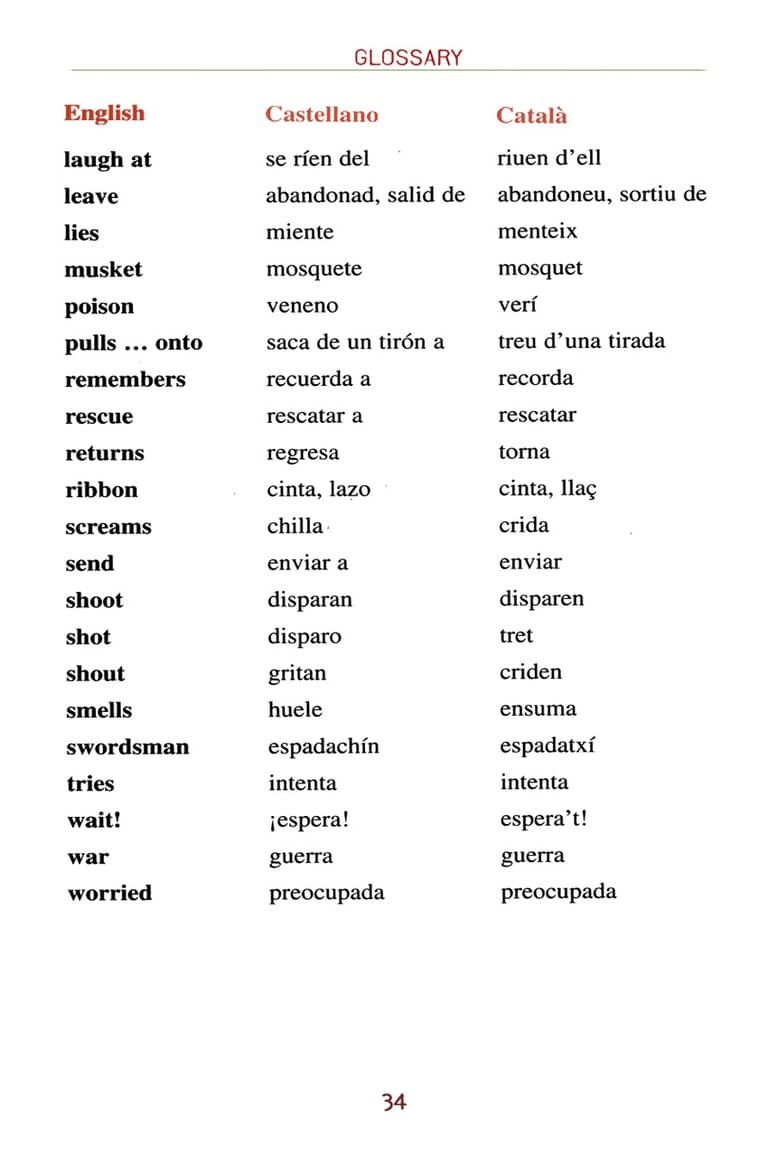 GLOSSARY
English Castellano Català
laugh at se ríen del riuen d'ell
leave abandonad, salid de abandoneu, sortiu de
lies miente menteix
musket mosquete mosquet
poison veneno verí
pulls ... onto saca de un tirón a treu d'una tirada
remembers recuerda a recorda
rescue rescatar a rescatar
returns regresa torna
ribbon cinta, lazo cinta, llaç
screams chilla crida
send enviar a enviar
shoot disparan disparen
shot disparo tret
shout gritan criden
smells huele ensuma
swordsman espadachín espadatxí
tries intenta intenta
wait! ¡espera! espera't!
war guerra guerra
worried preocupada preocupada
34